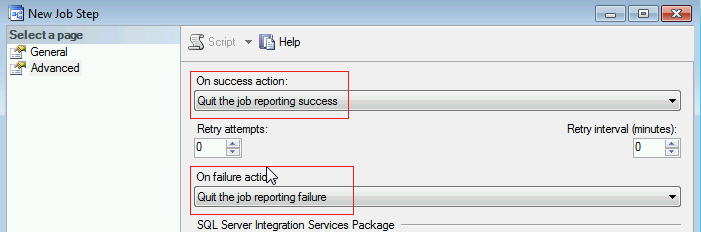 New Job Step
Select a page
General
Advanced
Script
Help
On success action:
Quit the job reporting success
Retry attempts:
Retry interval (minutes):
0
0
On failure actio
Quit the job reporting failure
SQL Server Integration Services Package